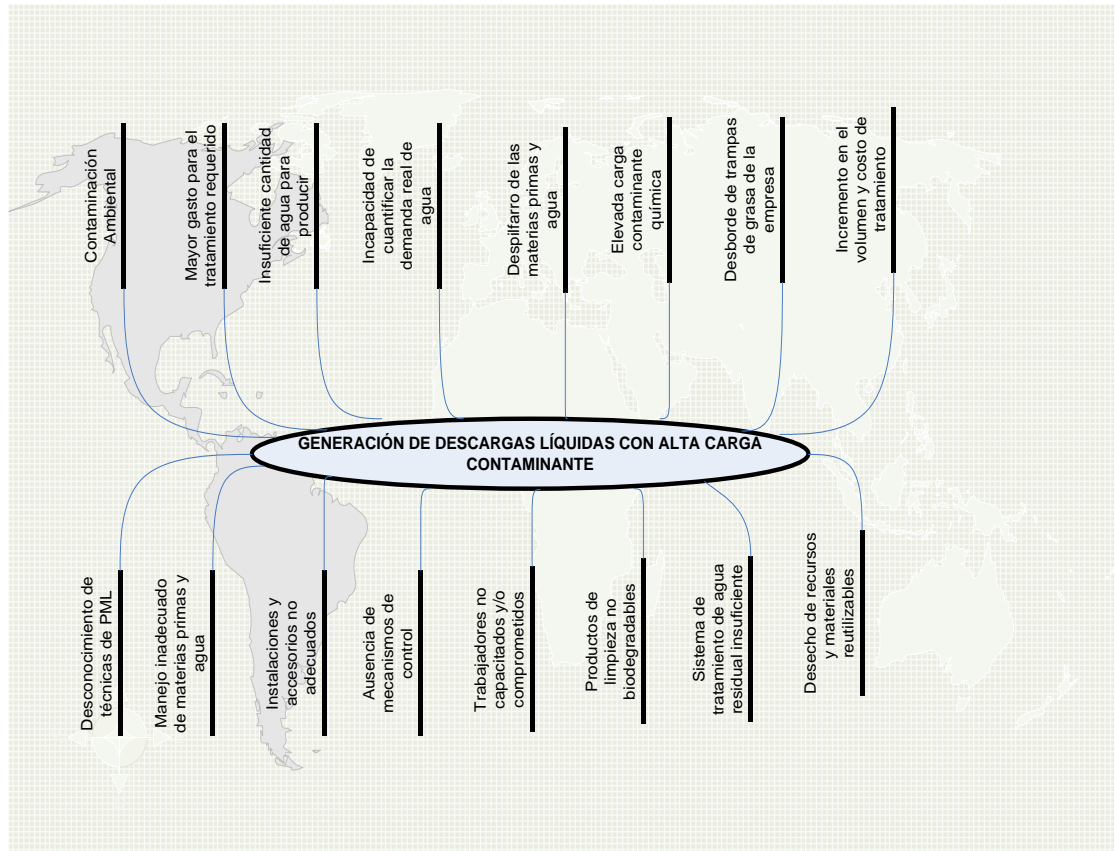 Contaminación
Ambiental
Mayor gasto para el
tratamiento requerido
Insuficiente cantidad
de agua para
producir
Incapacidad de
cuantificar la
demanda real de
agua
Despilfarro de las
materias primas y
agua
Elevada carga
contaminante
química
Desborde de trampas
de grasa de la
empresa
Incremento en el
volumen y costo de
tratamiento
GENERACIÓN DE DESCARGAS LÍQUIDAS CON ALTA CARGA
CONTAMINANTE
Desconocimiento de
técnicas de PML
Manejo inadecuado
de materias primas y
agua
Instalaciones y
accesorios no
adecuados
Ausencia de
mecanismos de
control
Trabajadores no
capacitados y/o
comprometidos
Productos de
limpieza no
biodegradables
Sistema de
tratamiento de agua
residual insuficiente
Desecho de recursos
y materiales
reutilizables